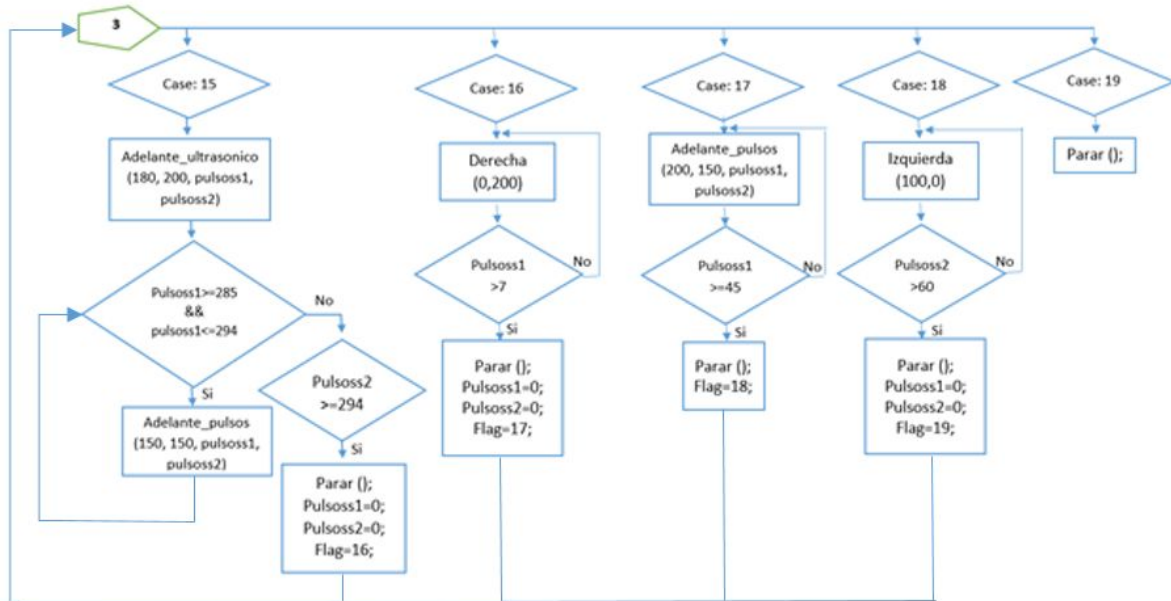 3
Case: 15
Adelante_ultrasonico
(180, 200, pulsoss1,
pulsoss2)
Pulsoss1>=285
&&
pulsoss1<=294
No
Si
Adelante_pulsos
(150, 150, pulsoss1,
pulsoss2)
Pulsoss2
>=294
Si
Parar ();
Pulsoss1=0;
Pulsoss2=0;
Flag=16;
Case: 16
Derecha
(0,200)
Pulsoss1
>7
No
Si
Parar ();
Pulsoss1=0;
Pulsoss2=0;
Flag=17;
Case: 17
Adelante_pulsos
(200, 150, pulsoss1,
pulsoss2)
Pulsoss1
>=45
No
Si
Parar ();
Flag=18;
Case: 18
Izquierda
(100,0)
Pulsoss2
>60
No
Si
Parar ();
Pulsoss1=0;
Pulsoss2=0;
Flag=19;
Case: 19
Parar ();